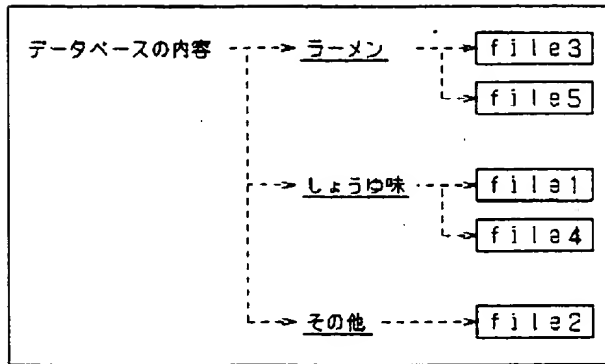 データベースの内容 ラーメン file3
file5
しょうゆ味 file1
file4
その他 file2